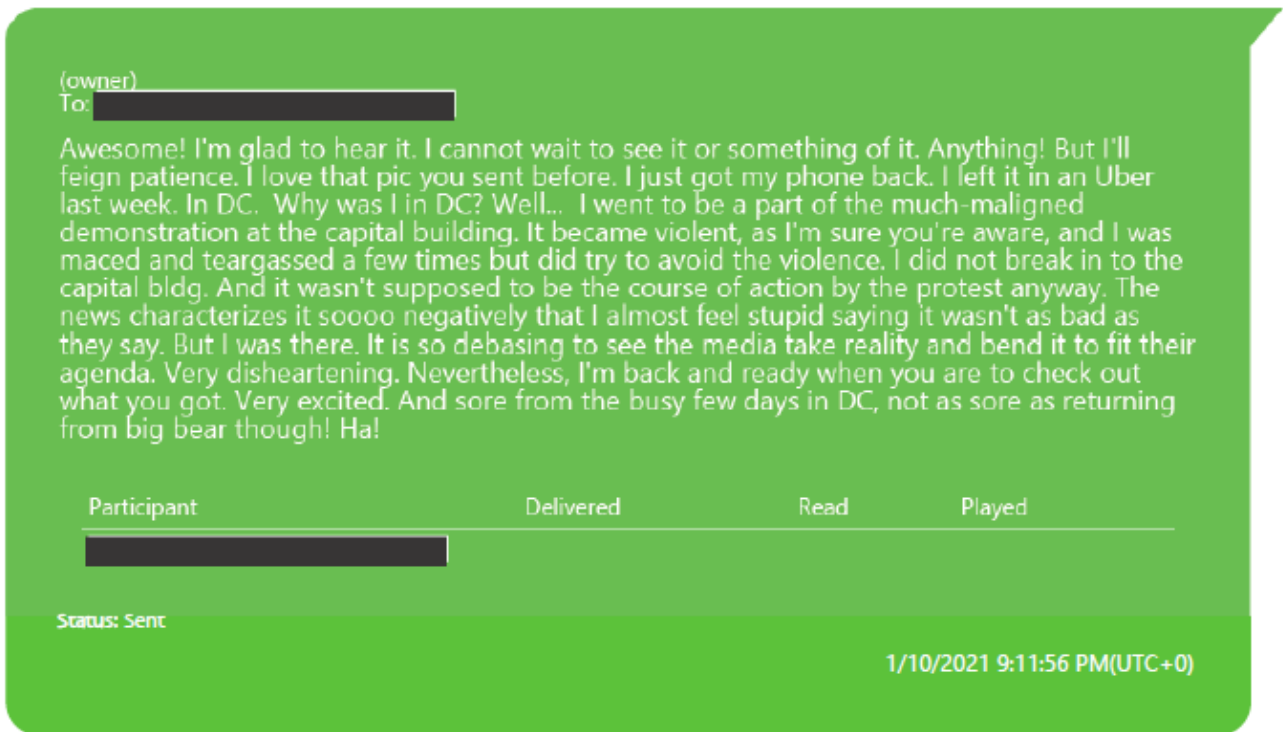 (owner)
To:
Awesome! I'm glad to hear it. I cannot wait to see it or something of it. Anything! But I'll
feign patience. I love that pic you sent before. I just got my phone back. I left it in an Uber
last week. In DC.  Why was I in DC? Well...  I went to be a part of the much-maligned
demonstration at the capital building. It became violent, as I'm sure you're aware, and I was
maced and teargassed a few times but did try to avoid the violence. I did not break in to the
capital bldg. And it wasn't supposed to be the course of action by the protest anyway. The
news characterizes it soooo negatively that I almost feel stupid saying it wasn't as bad as
they say. But I was there. It is so debasing to see the media take reality and bend it to fit their
agenda. Very disheartening. Nevertheless, I'm back and ready when you are to check out
what you got. Very excited. And sore from the busy few days in DC, not as sore as returning
from big bear though! Ha!
Participant Delivered Read Played
Status: Sent
1/10/2021 9:11:56 PM(UTC+0)